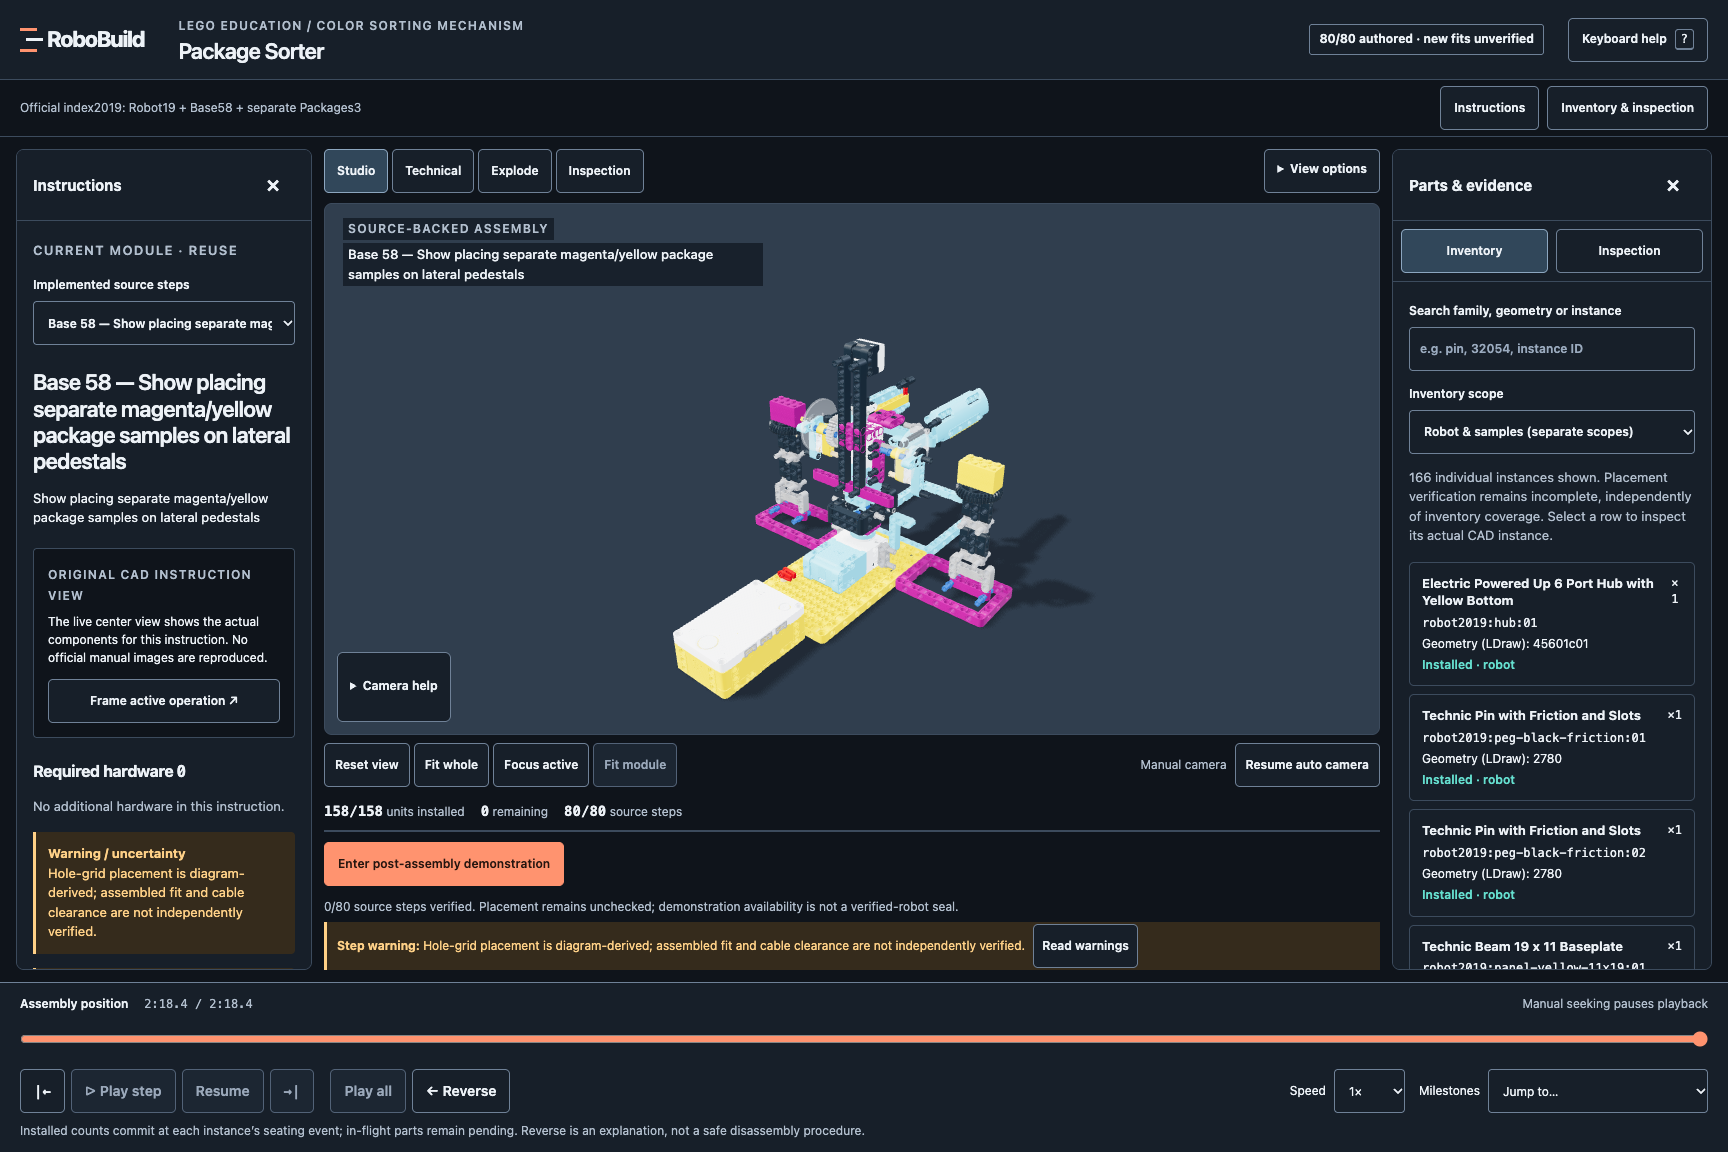 RoboBuild
LEGO EDUCATION / COLOR SORTING MECHANISM
Package Sorter
80/80 authored · new fits unverified
Keyboard help ?
Official index2019: Robot19 + Base58 + separate Packages3
Instructions
Inventory & inspection
Instructions ×
CURRENT MODULE · REUSE
Implemented source steps
Base 58 — Show placing separate mag
Base 58 — Show placing
separate magenta/yellow
package samples on lateral
pedestals
Show placing separate magenta/yellow
package samples on lateral pedestals
ORIGINAL CAD INSTRUCTION
VIEW
The live center view shows the actual
components for this instruction. No
official manual images are reproduced.
Frame active operation ↗
Required hardware 0
No additional hardware in this instruction.
Warning / uncertainty
Hole-grid placement is diagram-
derived; assembled fit and cable
clearance are not independently
verified.
Studio
Technical
Explode
Inspection
▶ View options
SOURCE-BACKED ASSEMBLY
Base 58 — Show placing separate magenta/yellow package
samples on lateral pedestals
▶ Camera help
Reset view
Fit whole
Focus active
Fit module
Manual camera
Resume auto camera
158/158 units installed 0 remaining 80/80 source steps
Enter post-assembly demonstration
0/80 source steps verified. Placement remains unchecked; demonstration availability is not a verified-robot seal.
Step warning: Hole-grid placement is diagram-derived; assembled fit and cable clearance are not independently verified.
Read warnings
Parts & evidence ×
Inventory
Inspection
Search family, geometry or instance
e.g. pin, 32054, instance ID
Inventory scope
Robot & samples (separate scopes)
166 individual instances shown. Placement
verification remains incomplete, independently
of inventory coverage. Select a row to inspect
its actual CAD instance.
Electric Powered Up 6 Port Hub with ×
Yellow Bottom 1
robot2019:hub:01
Geometry (LDraw): 45601c01
Installed · robot
Technic Pin with Friction and Slots ×1
robot2019:peg-black-friction:01
Geometry (LDraw): 2780
Installed · robot
Technic Pin with Friction and Slots ×1
robot2019:peg-black-friction:02
Geometry (LDraw): 2780
Installed · robot
Technic Beam 19 x 11 Baseplate ×1
robot2019:panel-yellow-11x19:01
Assembly position 2:18.4 / 2:18.4
Manual seeking pauses playback
|←
▷ Play step
Resume
→|
Play all
← Reverse
Speed 1×
Milestones Jump to...
Installed counts commit at each instance's seating event; in-flight parts remain pending. Reverse is an explanation, not a safe disassembly procedure.